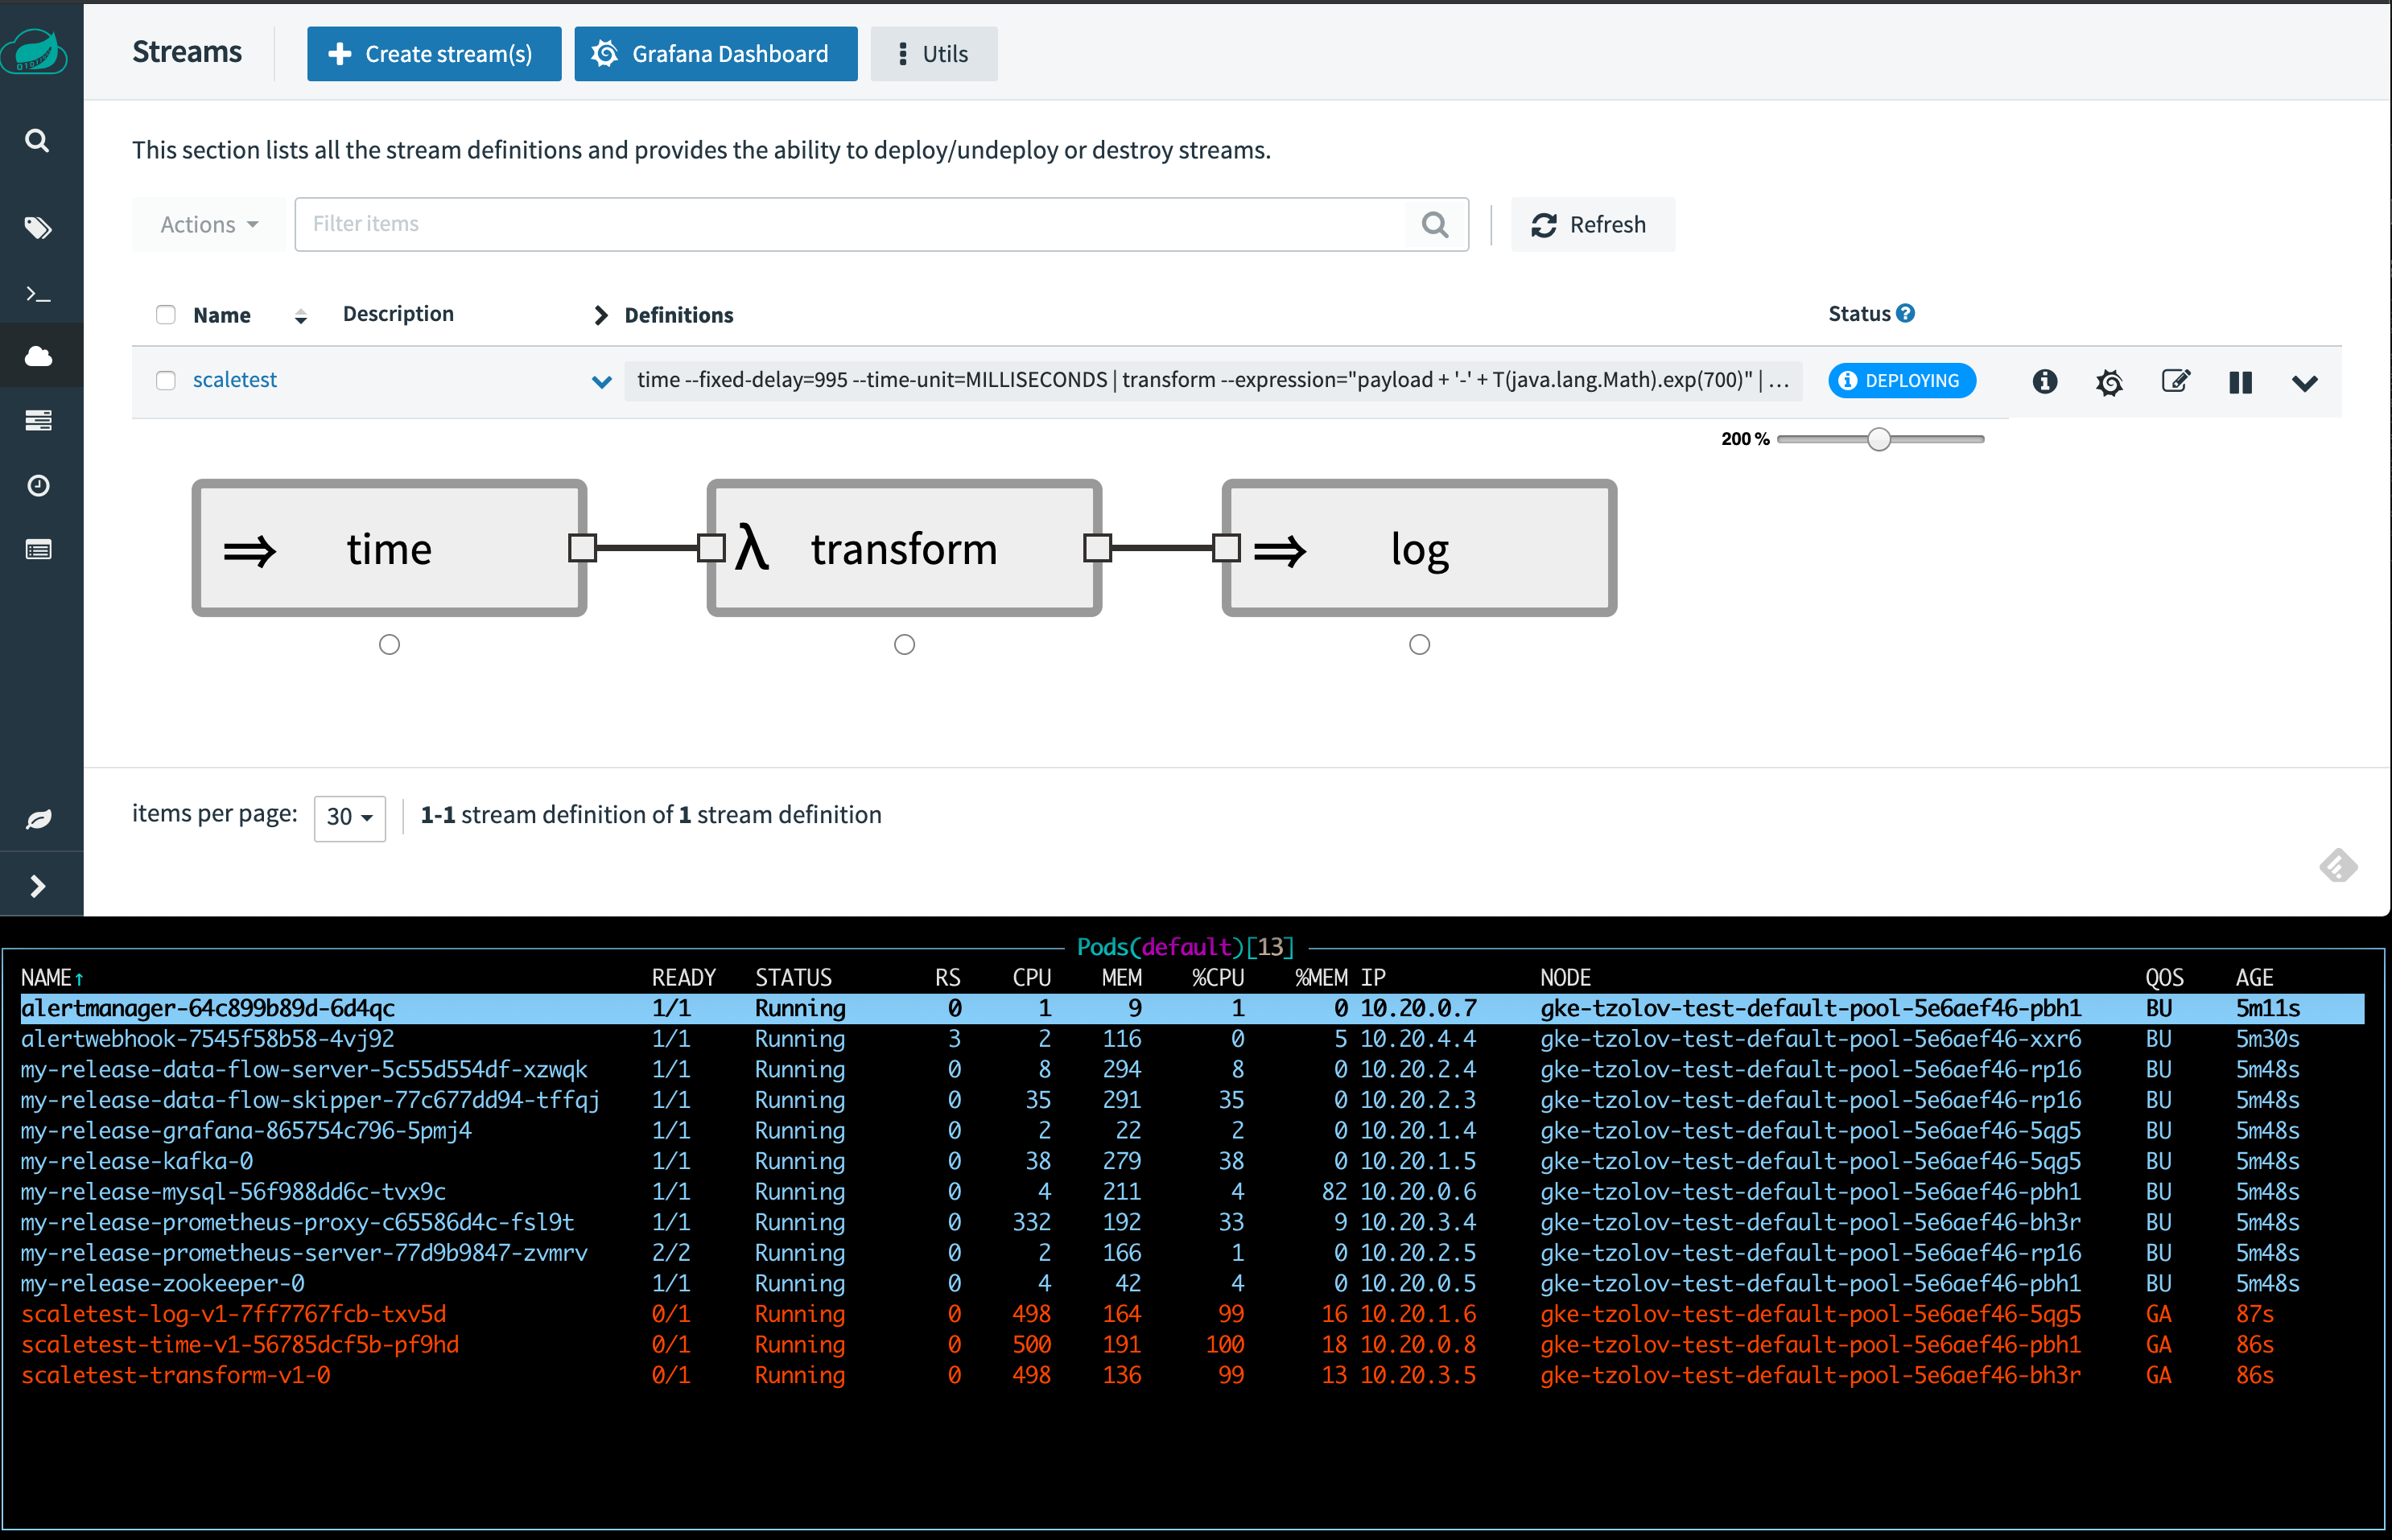 Streams
Create stream(s)
Grafana Dashboard
Utils
This section lists all the stream definitions and provides the ability to deploy/undeploy or destroy streams.
Actions
Filter items
Refresh
Name Description Definitions Status
scaletest time --fixed-delay=995 --time-unit=MILLISECONDS | transform --expression="payload + '-' + T(java.lang.Math).exp(700)" | ... DEPLOYING
200 %
⇒ time λ transform ⇒ log
items per page: 30 1-1 stream definition of 1 stream definition
Pods(default)[13]
NAME↑ READY STATUS RS CPU MEM %CPU %MEM IP NODE QOS AGE
alertmanager-64c899b89d-6d4qc 1/1 Running 0 1 9 1 0 10.20.0.7 gke-tzolov-test-default-pool-5e6aef46-pbh1 BU 5m11s
alertwebhook-7545f58b58-4vj92 1/1 Running 3 2 116 0 5 10.20.4.4 gke-tzolov-test-default-pool-5e6aef46-xxr6 BU 5m30s
my-release-data-flow-server-5c55d554df-xzwqk 1/1 Running 0 8 294 8 0 10.20.2.4 gke-tzolov-test-default-pool-5e6aef46-rp16 BU 5m48s
my-release-data-flow-skipper-77c677dd94-tffqj 1/1 Running 0 35 291 35 0 10.20.2.3 gke-tzolov-test-default-pool-5e6aef46-rp16 BU 5m48s
my-release-grafana-865754c796-5pmj4 1/1 Running 0 2 22 2 0 10.20.1.4 gke-tzolov-test-default-pool-5e6aef46-5qg5 BU 5m48s
my-release-kafka-0 1/1 Running 0 38 279 38 0 10.20.1.5 gke-tzolov-test-default-pool-5e6aef46-5qg5 BU 5m48s
my-release-mysql-56f988dd6c-tvx9c 1/1 Running 0 4 211 4 82 10.20.0.6 gke-tzolov-test-default-pool-5e6aef46-pbh1 BU 5m48s
my-release-prometheus-proxy-c65586d4c-fsl9t 1/1 Running 0 332 192 33 9 10.20.3.4 gke-tzolov-test-default-pool-5e6aef46-bh3r BU 5m48s
my-release-prometheus-server-77d9b9847-zvmrv 2/2 Running 0 2 166 1 0 10.20.2.5 gke-tzolov-test-default-pool-5e6aef46-rp16 BU 5m48s
my-release-zookeeper-0 1/1 Running 0 4 42 4 0 10.20.0.5 gke-tzolov-test-default-pool-5e6aef46-pbh1 BU 5m48s
scaletest-log-v1-7ff7767fcb-txv5d 0/1 Running 0 498 164 99 16 10.20.1.6 gke-tzolov-test-default-pool-5e6aef46-5qg5 GA 87s
scaletest-time-v1-56785dcf5b-pf9hd 0/1 Running 0 500 191 100 18 10.20.0.8 gke-tzolov-test-default-pool-5e6aef46-pbh1 GA 86s
scaletest-transform-v1-0 0/1 Running 0 498 136 99 13 10.20.3.5 gke-tzolov-test-default-pool-5e6aef46-bh3r GA 86s